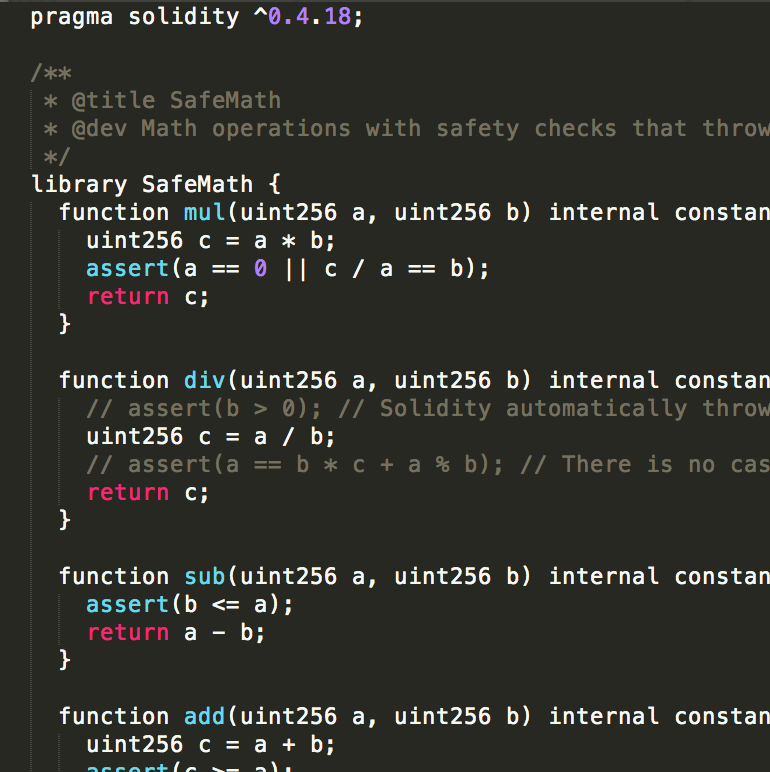 pragma solidity ^0.4.18;
/**
* @title SafeMath
* @dev Math operations with safety checks that throw
*/
library SafeMath {
function mul(uint256 a, uint256 b) internal constan
uint256 c = a * b;
assert(a == 0 || c / a == b);
return c;
}
function div(uint256 a, uint256 b) internal constan
// assert(b > 0); // Solidity automatically throw
uint256 c = a / b;
// assert(a == b * c + a % b); // There is no cas
return c;
}
function sub(uint256 a, uint256 b) internal constan
assert(b <= a);
return a - b;
}
function add(uint256 a, uint256 b) internal constan
uint256 c = a + b;
assert(c >= a);